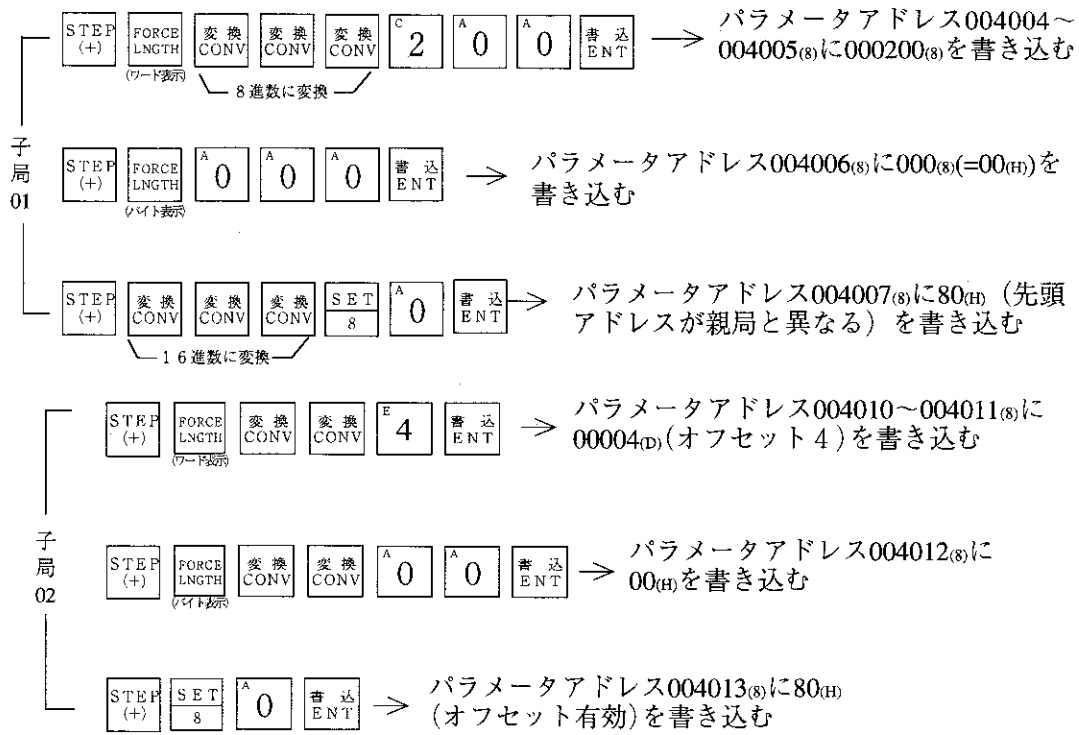 STEP (+) FORCE LNGTH 変換 CONV 変換 CONV 変換 CONV C 2 A 0 A 0 書込 ENT → パラメータアドレス004004～
004005(8)に000200(8)を書き込む
(ワード表示)
8進数に変換
子局01
STEP (+) FORCE LNGTH A 0 A 0 A 0 書込 ENT → パラメータアドレス004006(8)に000(8)(=00(H))を
書き込む
(バイト表示)
STEP (+) 変換 CONV 変換 CONV 変換 CONV SET 8 A 0 書込 ENT → パラメータアドレス004007(8)に80(H)（先頭
アドレスが親局と異なる）を書き込む
16進数に変換
STEP (+) FORCE LNGTH 変換 CONV 変換 CONV E 4 書込 ENT → パラメータアドレス004010～004011(8)に
00004(D)(オフセット4)を書き込む
(ワード表示)
子局02
STEP (+) FORCE LNGTH 変換 CONV 変換 CONV A 0 A 0 書込 ENT → パラメータアドレス004012(8)に
00(H)を書き込む
(バイト表示)
STEP (+) SET 8 A 0 書込 ENT → パラメータアドレス004013(8)に80(H)
(オフセット有効)を書き込む